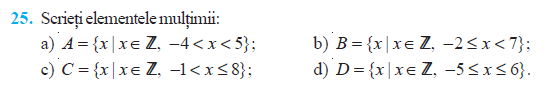 25. Scrieți elementele mulțimii:
a) A = {x | x ∈ ℤ, −4 < x < 5};
b) B = {x | x ∈ ℤ, −2 ≤ x < 7};
c) C = {x | x ∈ ℤ, −1 < x ≤ 8};
d) D = {x | x ∈ ℤ, −5 ≤ x ≤ 6}.